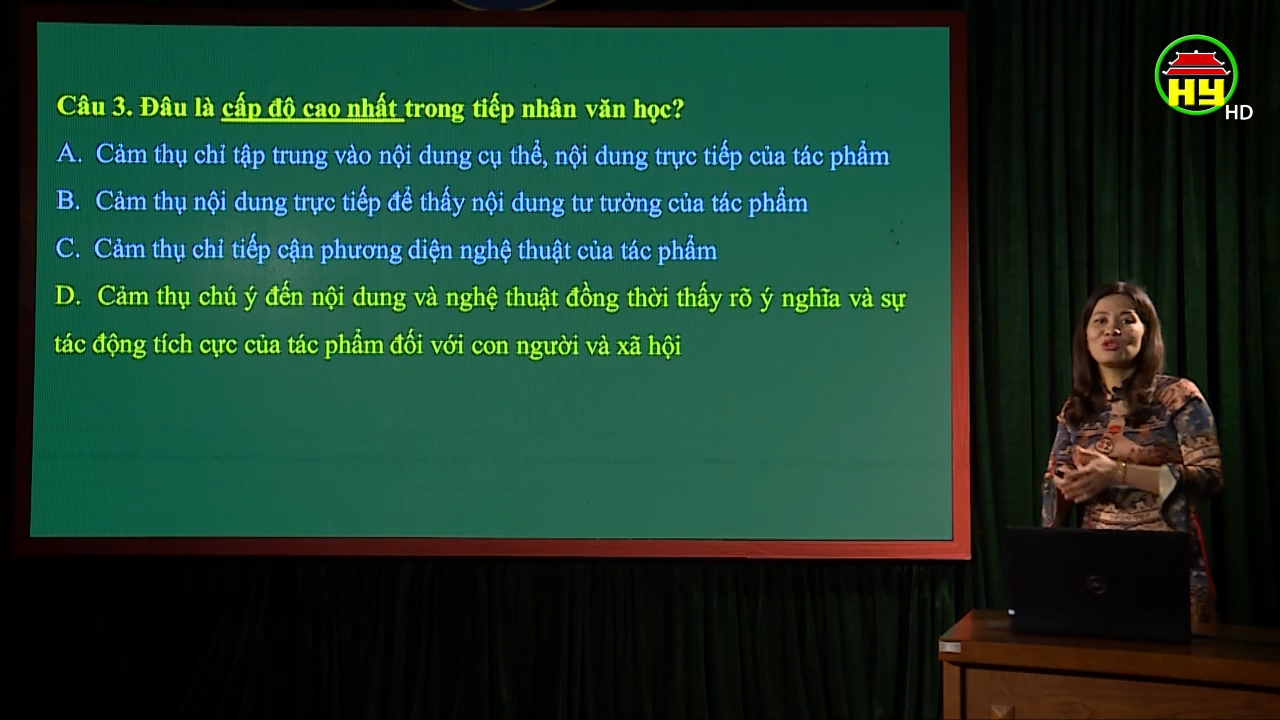 Câu 3. Đâu là cấp độ cao nhất trong tiếp nhân văn học?
A. Cảm thụ chỉ tập trung vào nội dung cụ thể, nội dung trực tiếp của tác phẩm
B. Cảm thụ nội dung trực tiếp để thấy nội dung tư tưởng của tác phẩm
C. Cảm thụ chỉ tiếp cận phương diện nghệ thuật của tác phẩm
D. Cảm thụ chú ý đến nội dung và nghệ thuật đồng thời thấy rõ ý nghĩa và sự
tác động tích cực của tác phẩm đối với con người và xã hội
HY
HD